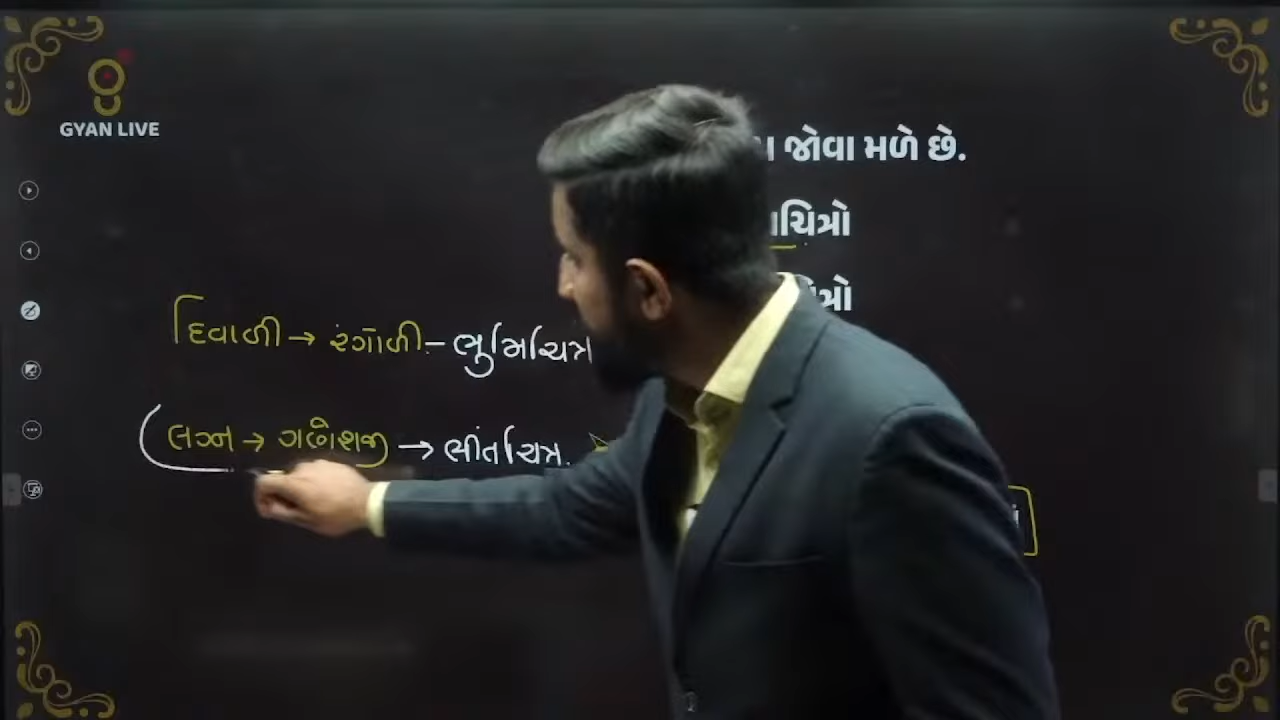 GYAN LIVE
જોવા મળે છે.
ચિત્રો
દિવાળી → રંગોળી - ભુમિચિત્ર
લગ્ન → ગણેશજી → ભીંતચિત્ર.